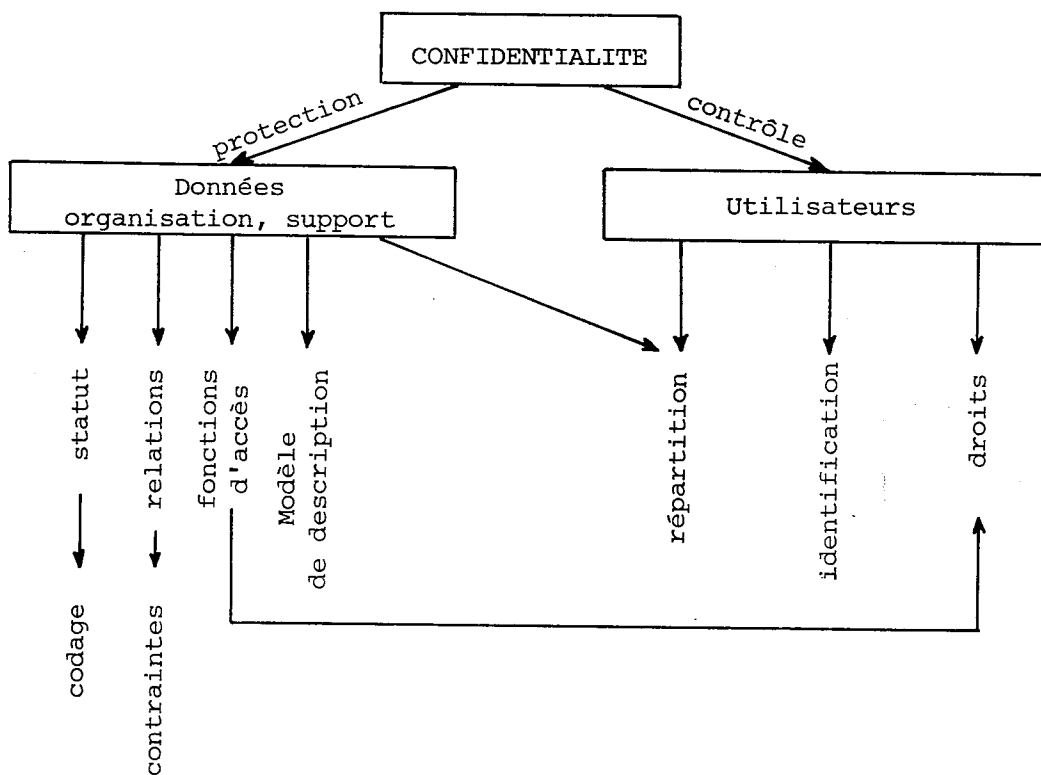 CONFIDENTIALITE
protection
contrôle
Données
organisation, support
Utilisateurs
statut
relations
fonctions
d'accès
Modèle
de description
répartition
identification
droits
codage
contraintes